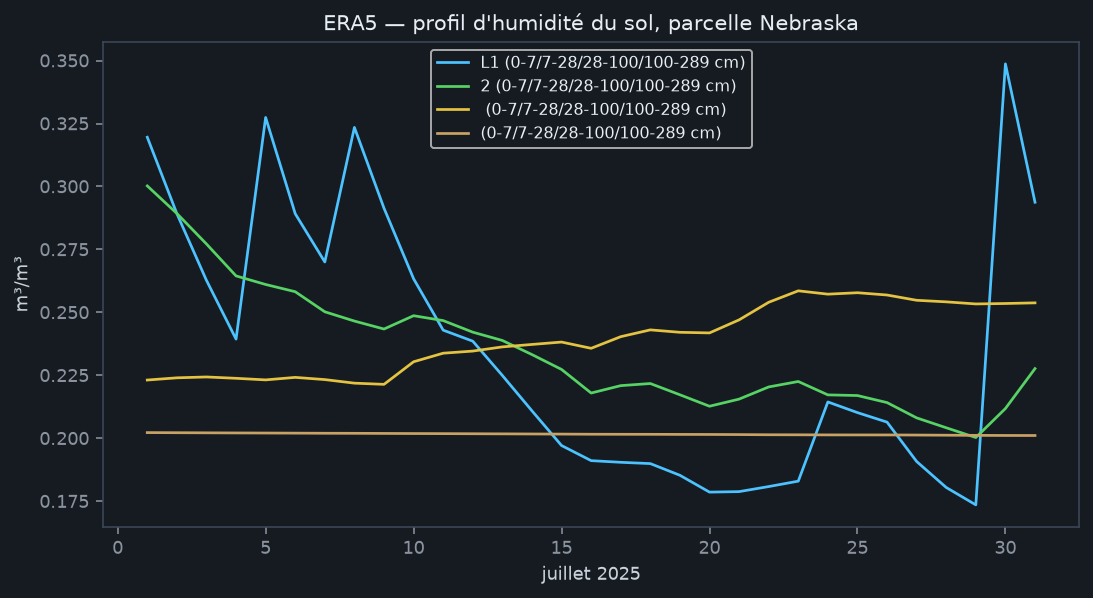 ERA5 — profil d'humidité du sol, parcelle Nebraska
L1 (0-7/7-28/28-100/100-289 cm)
2 (0-7/7-28/28-100/100-289 cm)
(0-7/7-28/28-100/100-289 cm)
(0-7/7-28/28-100/100-289 cm)
m³/m³
0.350
0.325
0.300
0.275
0.250
0.225
0.200
0.175
0 5 10 15 20 25 30
juillet 2025